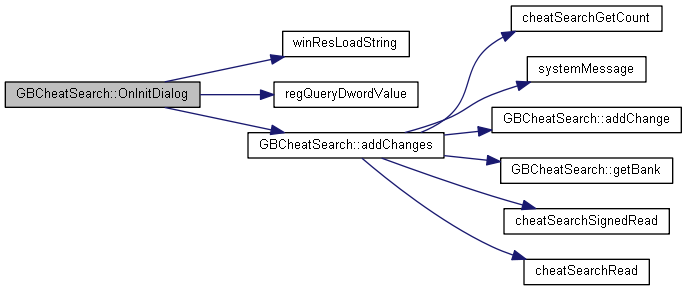 cheatSearchGetCount
winResLoadString
systemMessage
GBCheatSearch::OnInitDialog
regQueryDwordValue
GBCheatSearch::addChange
GBCheatSearch::addChanges
GBCheatSearch::getBank
cheatSearchSignedRead
cheatSearchRead